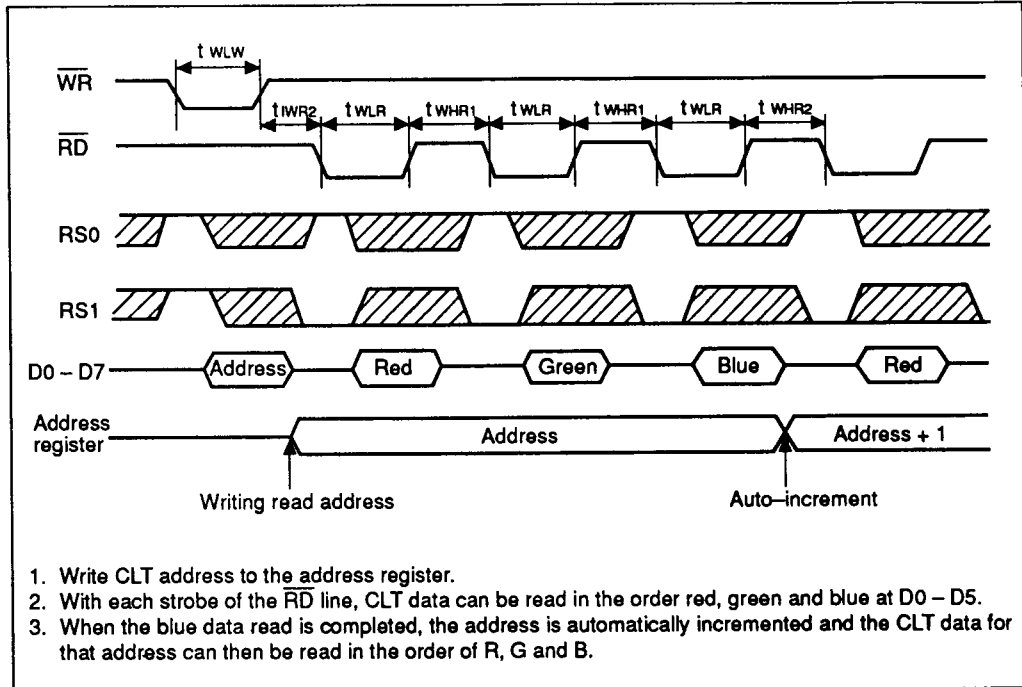 t WLW
WR
t IWR2 t WLR t WHR1 t WLR t WHR1 t WLR t WHR2
RD
RS0
RS1
D0 – D7 Address Red Green Blue Red
Address
register
Address Address + 1
Writing read address Auto–increment
1. Write CLT address to the address register.
2. With each strobe of the RD line, CLT data can be read in the order red, green and blue at D0 – D5.
3. When the blue data read is completed, the address is automatically incremented and the CLT data for
that address can then be read in the order of R, G and B.